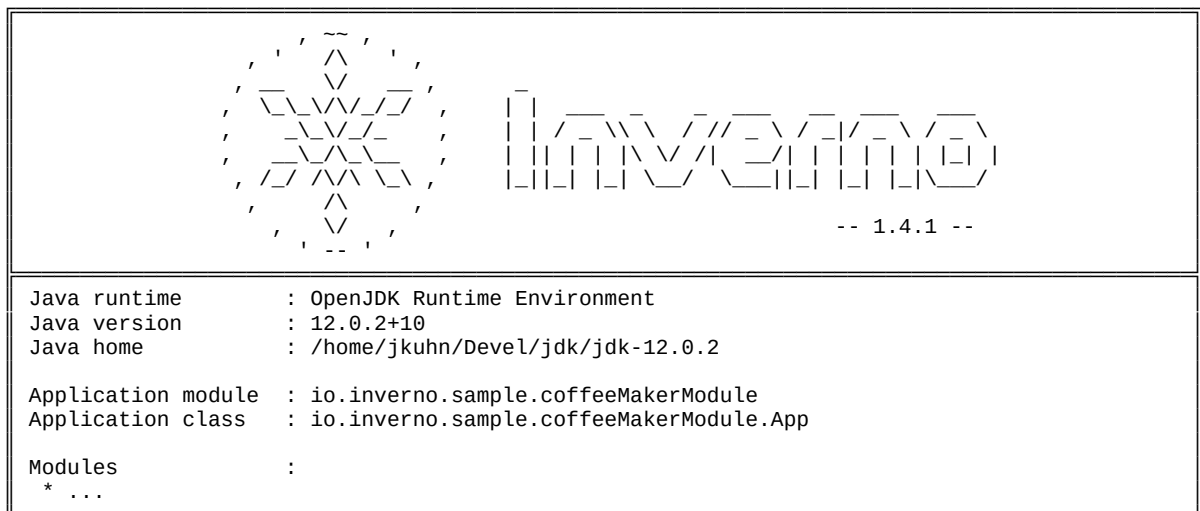 Inverno
-- 1.4.1 --
Java runtime : OpenJDK Runtime Environment
Java version : 12.0.2+10
Java home : /home/jkuhn/Devel/jdk/jdk-12.0.2
Application module : io.inverno.sample.coffeeMakerModule
Application class : io.inverno.sample.coffeeMakerModule.App
Modules :
* ...